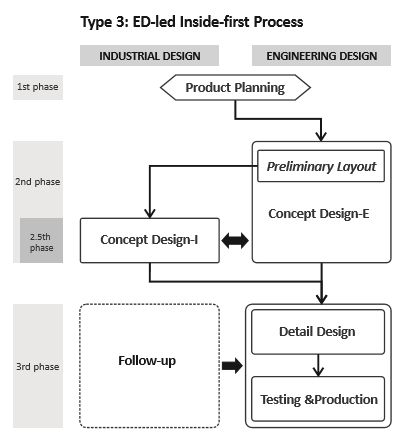 Type 3: ED-led Inside-first Process
INDUSTRIAL DESIGN
ENGINEERING DESIGN
1st phase
Product Planning
Preliminary Layout
2nd phase
Concept Design-E
2.5th
phase
Concept Design-I
Detail Design
Follow-up
3rd phase
Testing &Production